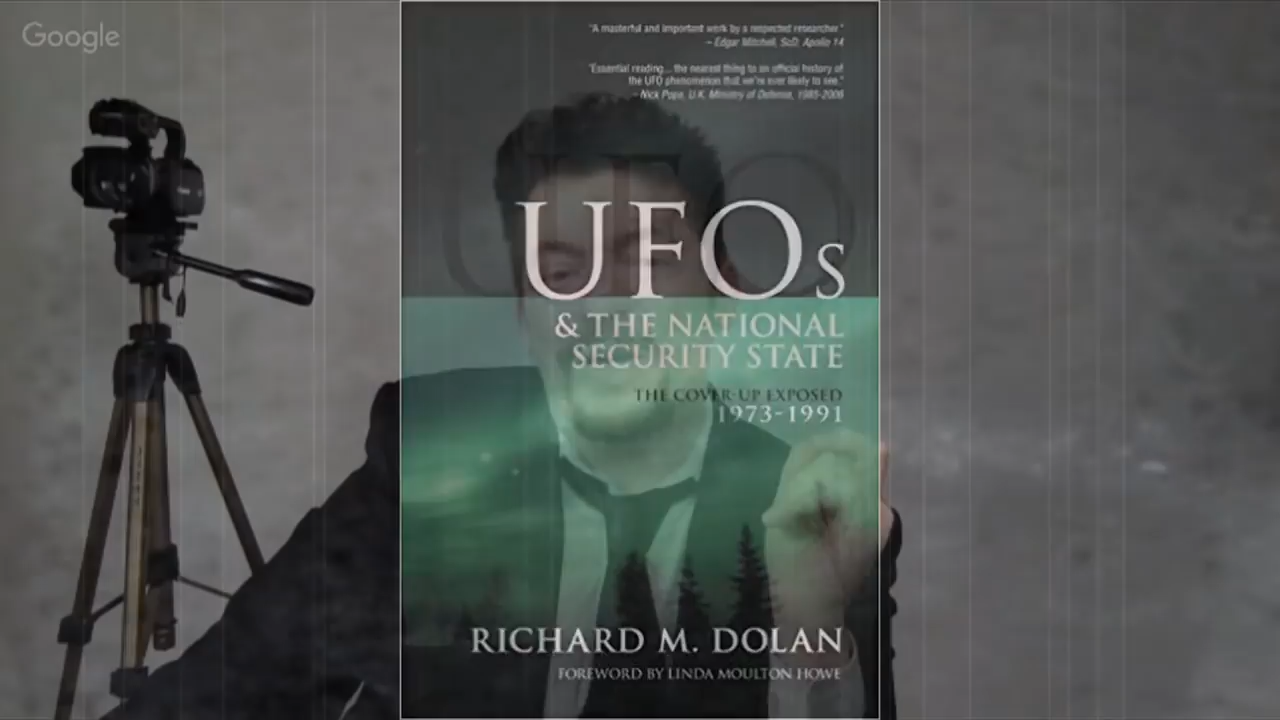 Google
"A masterful and important work by a respected researcher."
– Edgar Mitchell, ScD, Apollo 14
"Essential reading... the nearest thing to an official history of
the UFO phenomenon that we're ever likely to see."
– Nick Pope, U.K. Ministry of Defense, 1985-2006
UFOs
& THE NATIONAL
SECURITY STATE
THE COVER-UP EXPOSED
1973-1991
RICHARD M. DOLAN
FOREWORD BY LINDA MOULTON HOWE